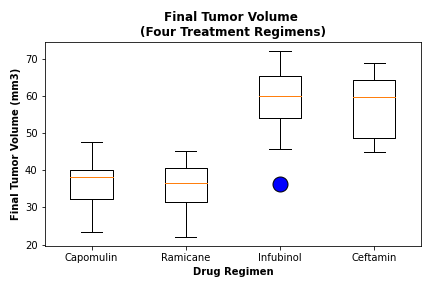 Final Tumor Volume
(Four Treatment Regimens)
Final Tumor Volume (mm3)
70
60
50
40
30
20
Capomulin
Ramicane
Infubinol
Ceftamin
Drug Regimen